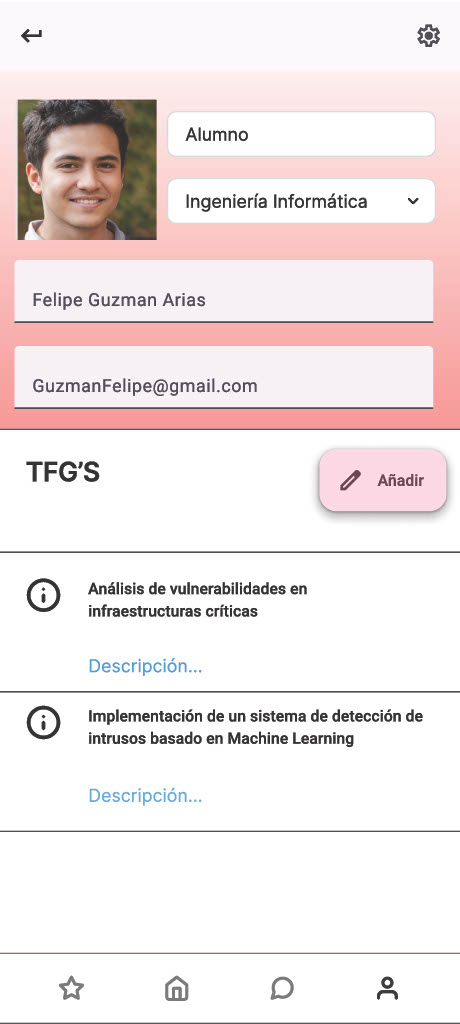 Alumno
Ingeniería Informática
Felipe Guzman Arias
GuzmanFelipe@gmail.com
TFG’S
Añadir
Análisis de vulnerabilidades en
infraestructuras críticas
Descripción...
Implementación de un sistema de detección de
intrusos basado en Machine Learning
Descripción...